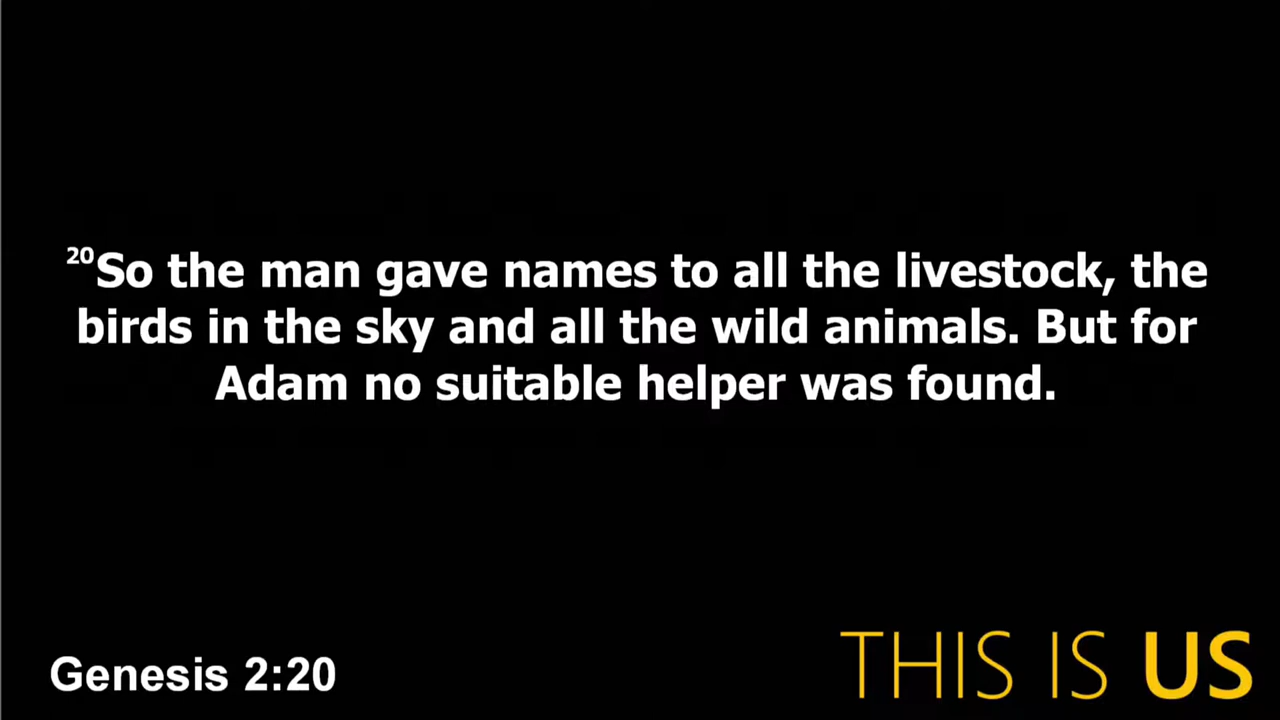 20So the man gave names to all the livestock, the
birds in the sky and all the wild animals. But for
Adam no suitable helper was found.
Genesis 2:20
THIS IS US